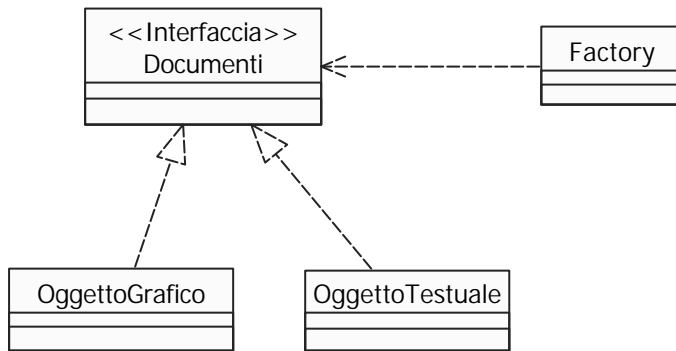 <<Interfaccia>>
Documenti
Factory
OggettoGrafico
OggettoTestuale